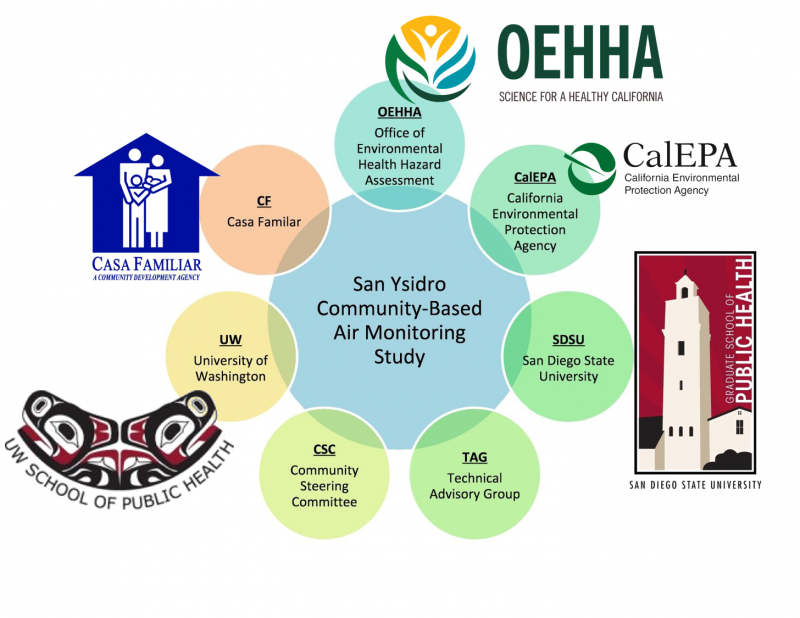 OEHHA
SCIENCE FOR A HEALTHY CALIFORNIA
OEHHA
Office of
Environmental
Health Hazard
Assessment
CalEPA
California Environmental
Protection Agency
CalEPA
California
Environmental
Protection
Agency
CF
Casa Familar
CASA FAMILIAR
A COMMUNITY DEVELOPMENT AGENCY
San Ysidro
Community-Based
Air Monitoring
Study
UW
University of
Washington
SDSU
San Diego State
University
GRADUATE SCHOOL OF
PUBLIC HEALTH
SAN DIEGO STATE UNIVERSITY
UW SCHOOL OF PUBLIC HEALTH
CSC
Community
Steering
Committee
TAG
Technical
Advisory Group